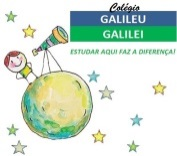 Colégio
GALILEU
GALILEI
ESTUDAR AQUI FAZ A DIFERENÇA!